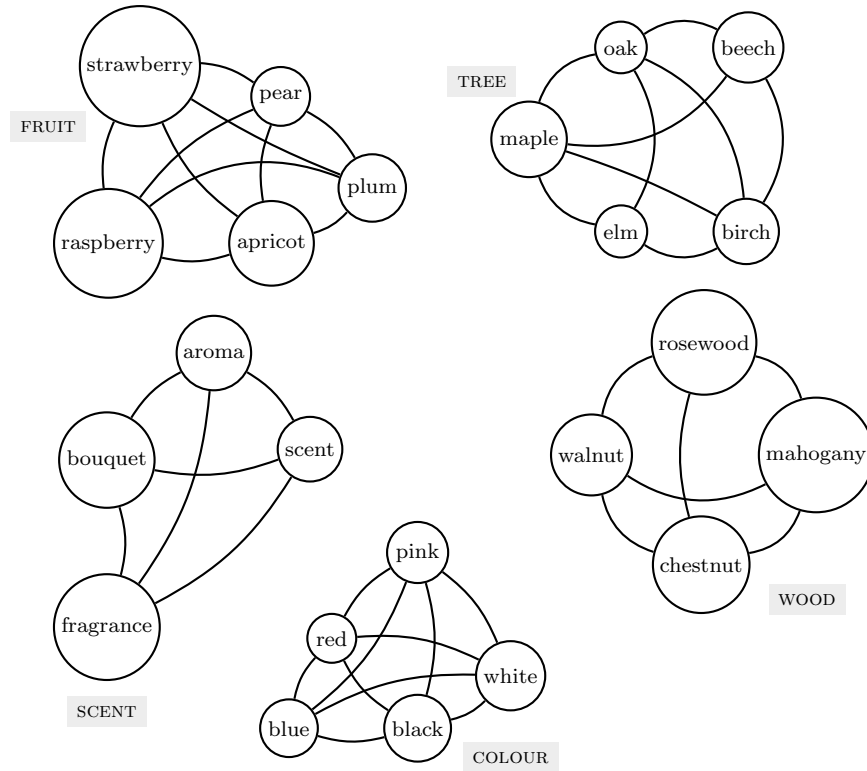 strawberry
pear
FRUIT
plum
raspberry
apricot
oak
beech
TREE
maple
elm
birch
aroma
bouquet
scent
fragrance
SCENT
rosewood
walnut
mahogany
chestnut
WOOD
pink
red
white
blue
black
COLOUR